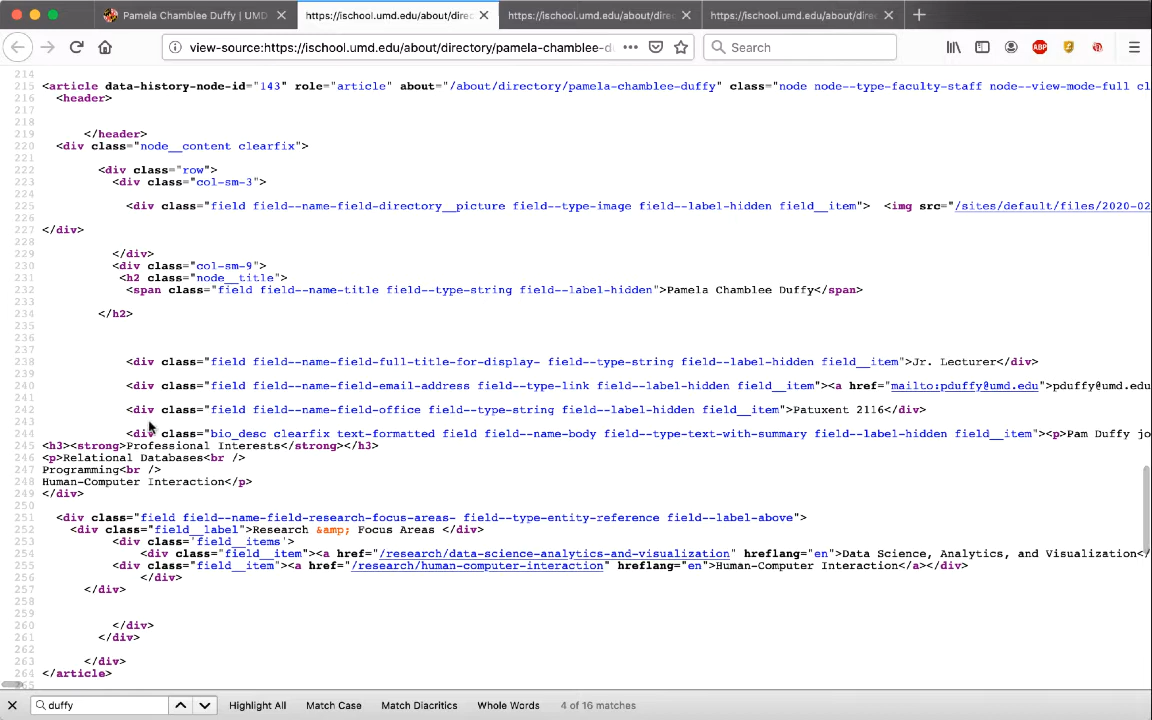 Pamela Chamblee Duffy | UMD
https://ischool.umd.edu/about/direc
https://ischool.umd.edu/about/direc
https://ischool.umd.edu/about/direc
view-source:https://ischool.umd.edu/about/directory/pamela-chamblee-d
Search
ABP
214
215 <article data-history-node-id="143" role="article" about="/about/directory/pamela-chamblee-duffy" class="node node--type-faculty-staff node--view-mode-full cl
216 <header>
217
218
219 </header>
220 <div class="node__content clearfix">
221
222 <div class="row">
223 <div class="col-sm-3">
224
225 <div class="field field--name-field-directory__picture field--type-image field--label-hidden field__item"> <img src="/sites/default/files/2020-02
226
227 </div>
228
229 </div>
230 <div class="col-sm-9">
231 <h2 class="node__title">
232 <span class="field field--name-title field--type-string field--label-hidden">Pamela Chamblee Duffy</span>
233
234 </h2>
235
236
237
238 <div class="field field--name-field-full-title-for-display- field--type-string field--label-hidden field__item">Jr. Lecturer</div>
239
240 <div class="field field--name-field-email-address field--type-link field--label-hidden field__item"><a href="mailto:pduffy@umd.edu">pduffy@umd.edu
241
242 <div class="field field--name-field-office field--type-string field--label-hidden field__item">Patuxent 2116</div>
243
244 <div class="bio_desc clearfix text-formatted field field--name-body field--type-text-with-summary field--label-hidden field__item"><p>Pam Duffy jo
245 <h3><strong>Professional Interests</strong></h3>
246 <p>Relational Databases<br />
247 Programming<br />
248 Human-Computer Interaction</p>
249 </div>
250
251 <div class="field field--name-field-research-focus-areas- field--type-entity-reference field--label-above">
252 <div class="field__label">Research &amp; Focus Areas </div>
253 <div class='field__items'>
254 <div class="field__item"><a href="/research/data-science-analytics-and-visualization" hreflang="en">Data Science, Analytics, and Visualization</
255 <div class="field__item"><a href="/research/human-computer-interaction" hreflang="en">Human-Computer Interaction</a></div>
256 </div>
257 </div>
258
259
260 </div>
261 </div>
262
263 </div>
264 </article>
265
duffy
Highlight All
Match Case
Match Diacritics
Whole Words
4 of 16 matches